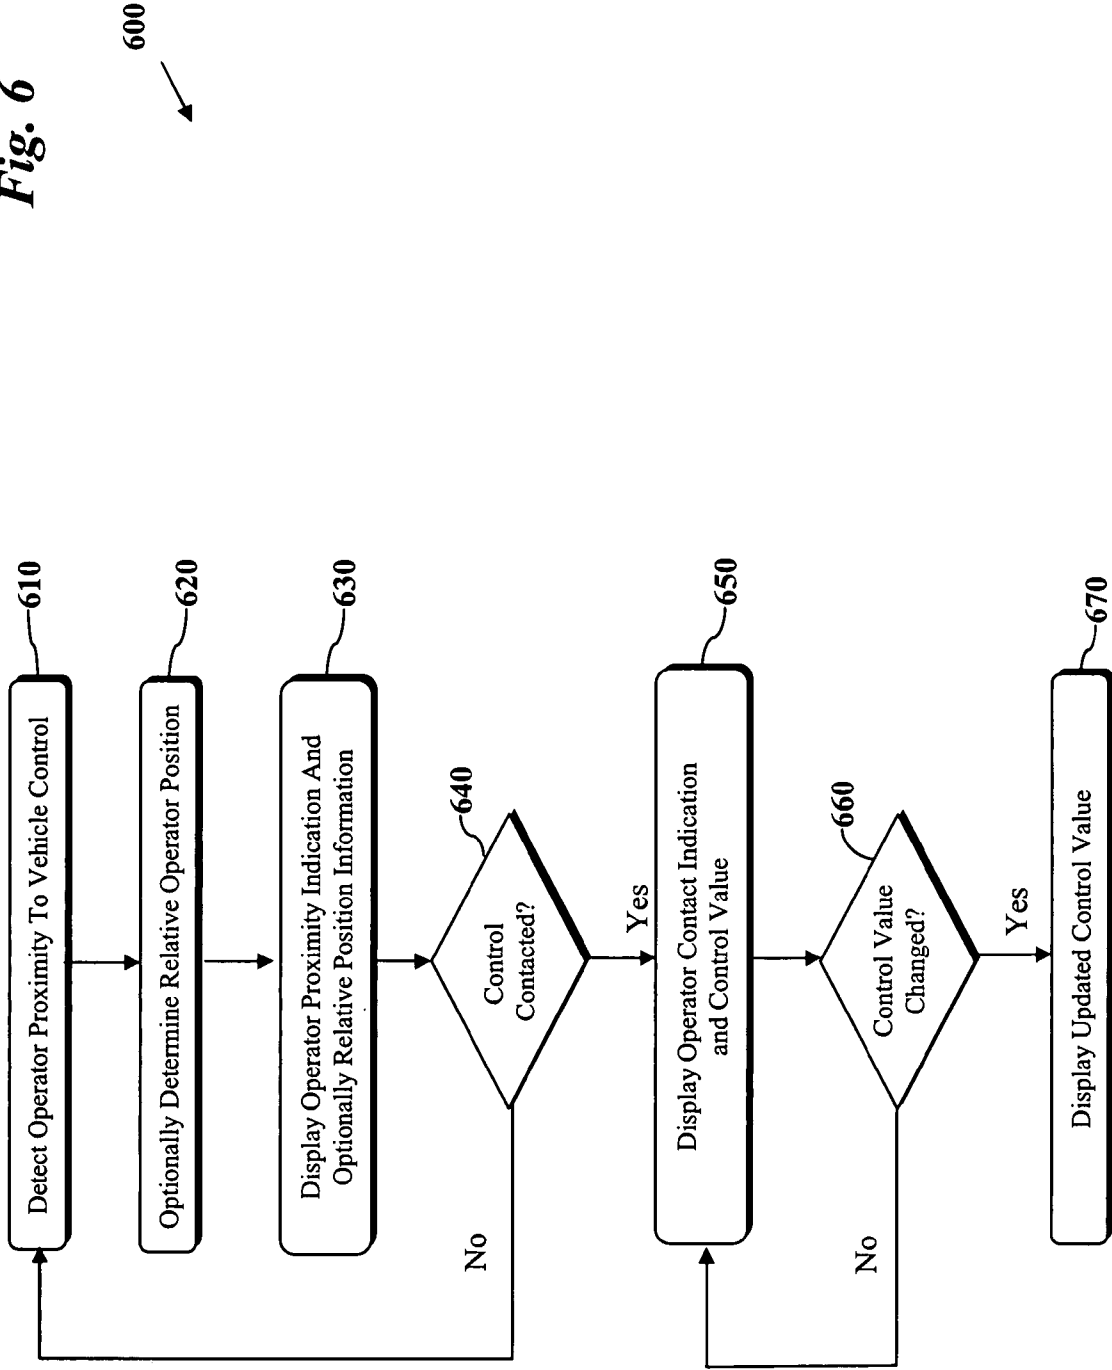 Fig. 6
600
610
Detect Operator Proximity To Vehicle Control
620
Optionally Determine Relative Operator Position
630
Display Operator Proximity Indication And
Optionally Relative Position Information
640
Control
Contacted?
No
Yes
650
Display Operator Contact Indication
and Control Value
660
Control Value
Changed?
No
Yes
670
Display Updated Control Value